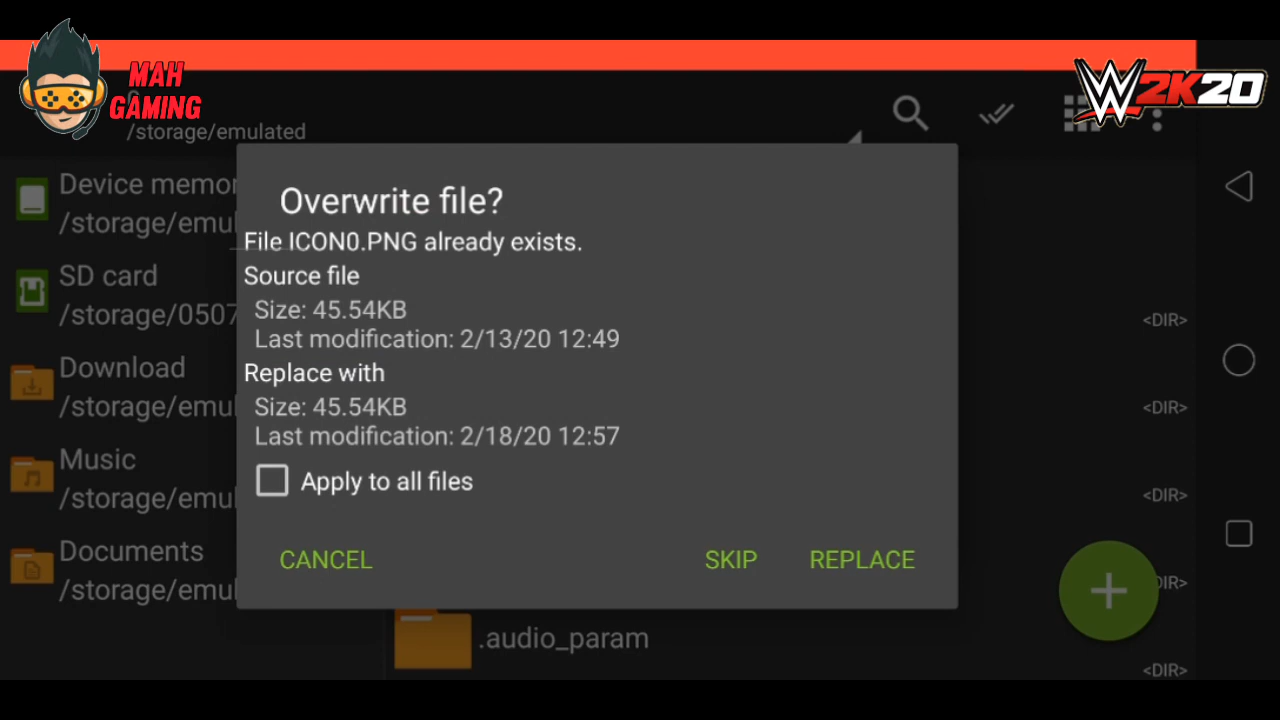 MAH
GAMING
W 2K20
/storage/emulated
Device memor
/storage/emul
SD card
/storage/0507
Download
/storage/emul
Music
/storage/emul
Documents
/storage/emul
Overwrite file?
File ICON0.PNG already exists.
Source file
Size: 45.54KB
Last modification: 2/13/20 12:49
Replace with
Size: 45.54KB
Last modification: 2/18/20 12:57
Apply to all files
CANCEL
SKIP
REPLACE
<DIR>
<DIR>
<DIR>
DIR>
.audio_param
<DIR>